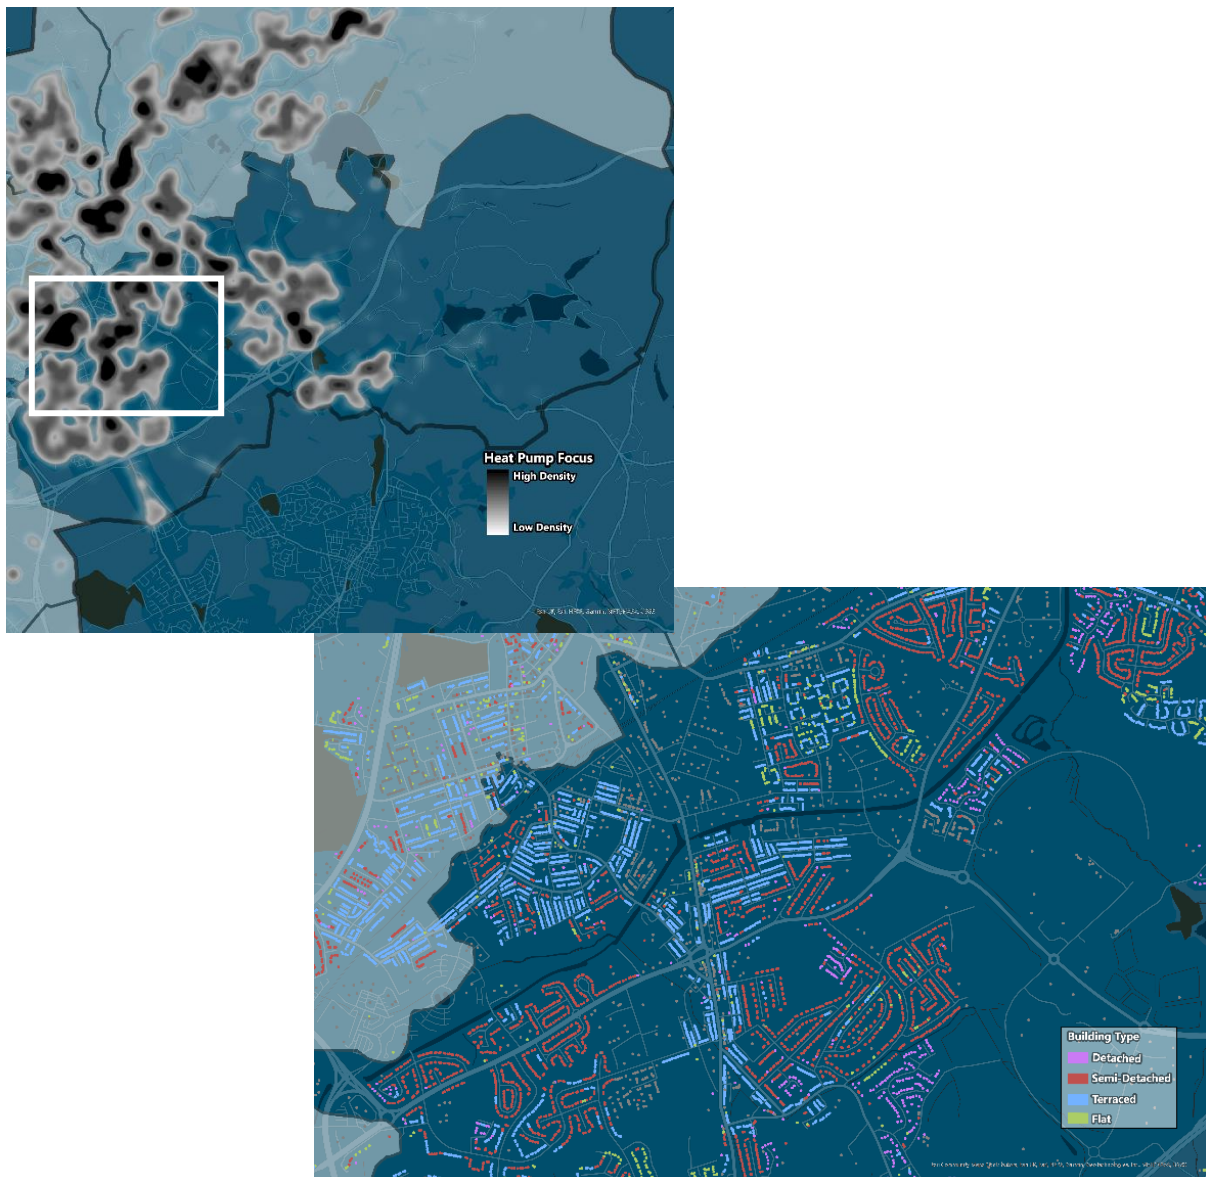 Heat Pump Focus
High Density
Low Density
Building Type
Detached
Semi-Detached
Terraced
Flat